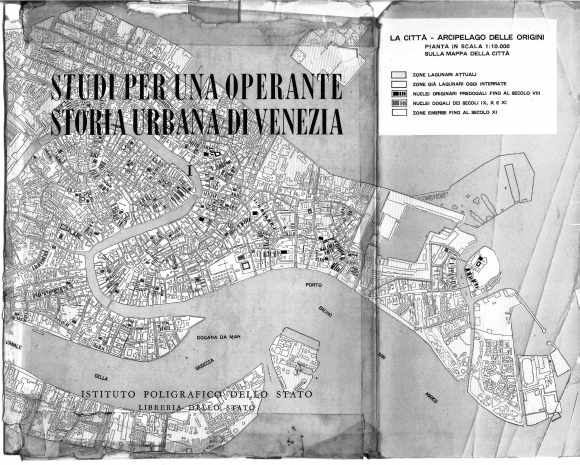 STUDI PER UNA OPERANTE
STORIA URBANA DI VENEZIA
I
LA CITTÀ - ARCIPELAGO DELLE ORIGINI
PIANTA IN SCALA 1:10.000
SULLA MAPPA DELLA CITTÀ
ZONE LAGUNARI ATTUALI
ZONE GIÀ LAGUNARI OGGI INTERRATE
NUCLEI ORIGINARI PREDOGALI FINO AL SECOLO VIII
NUCLEI DOGALI DEI SECOLI IX, X E XI
ZONE EMERSE FINO AL SECOLO XI
PORTO
DOGANA DA MAR
CANALE
DELLA
GIUDECCA
SAN
MARCO
ISTITUTO POLIGRAFICO DELLO STATO
LIBRERIA DELLO STATO